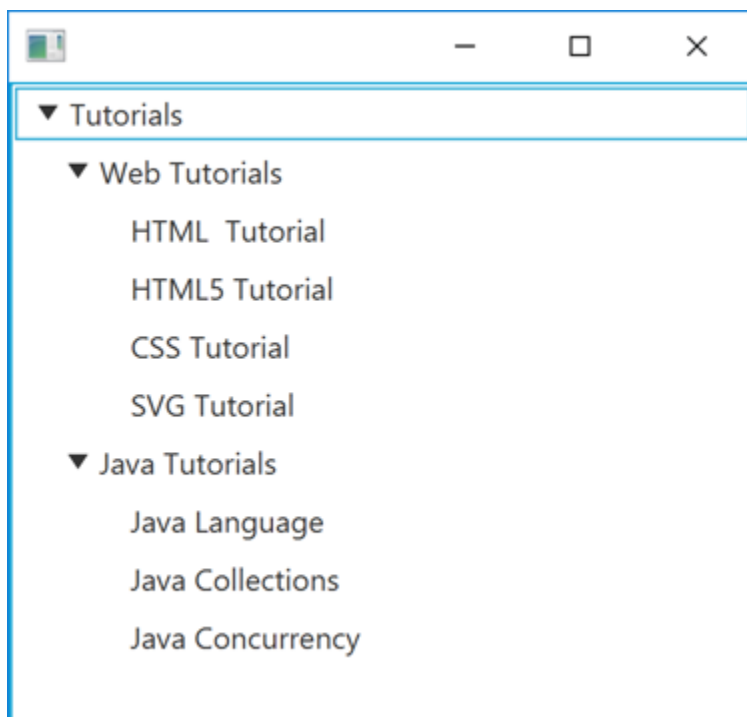 Tutorials
Web Tutorials
HTML  Tutorial
HTML5 Tutorial
CSS Tutorial
SVG Tutorial
Java Tutorials
Java Language
Java Collections
Java Concurrency